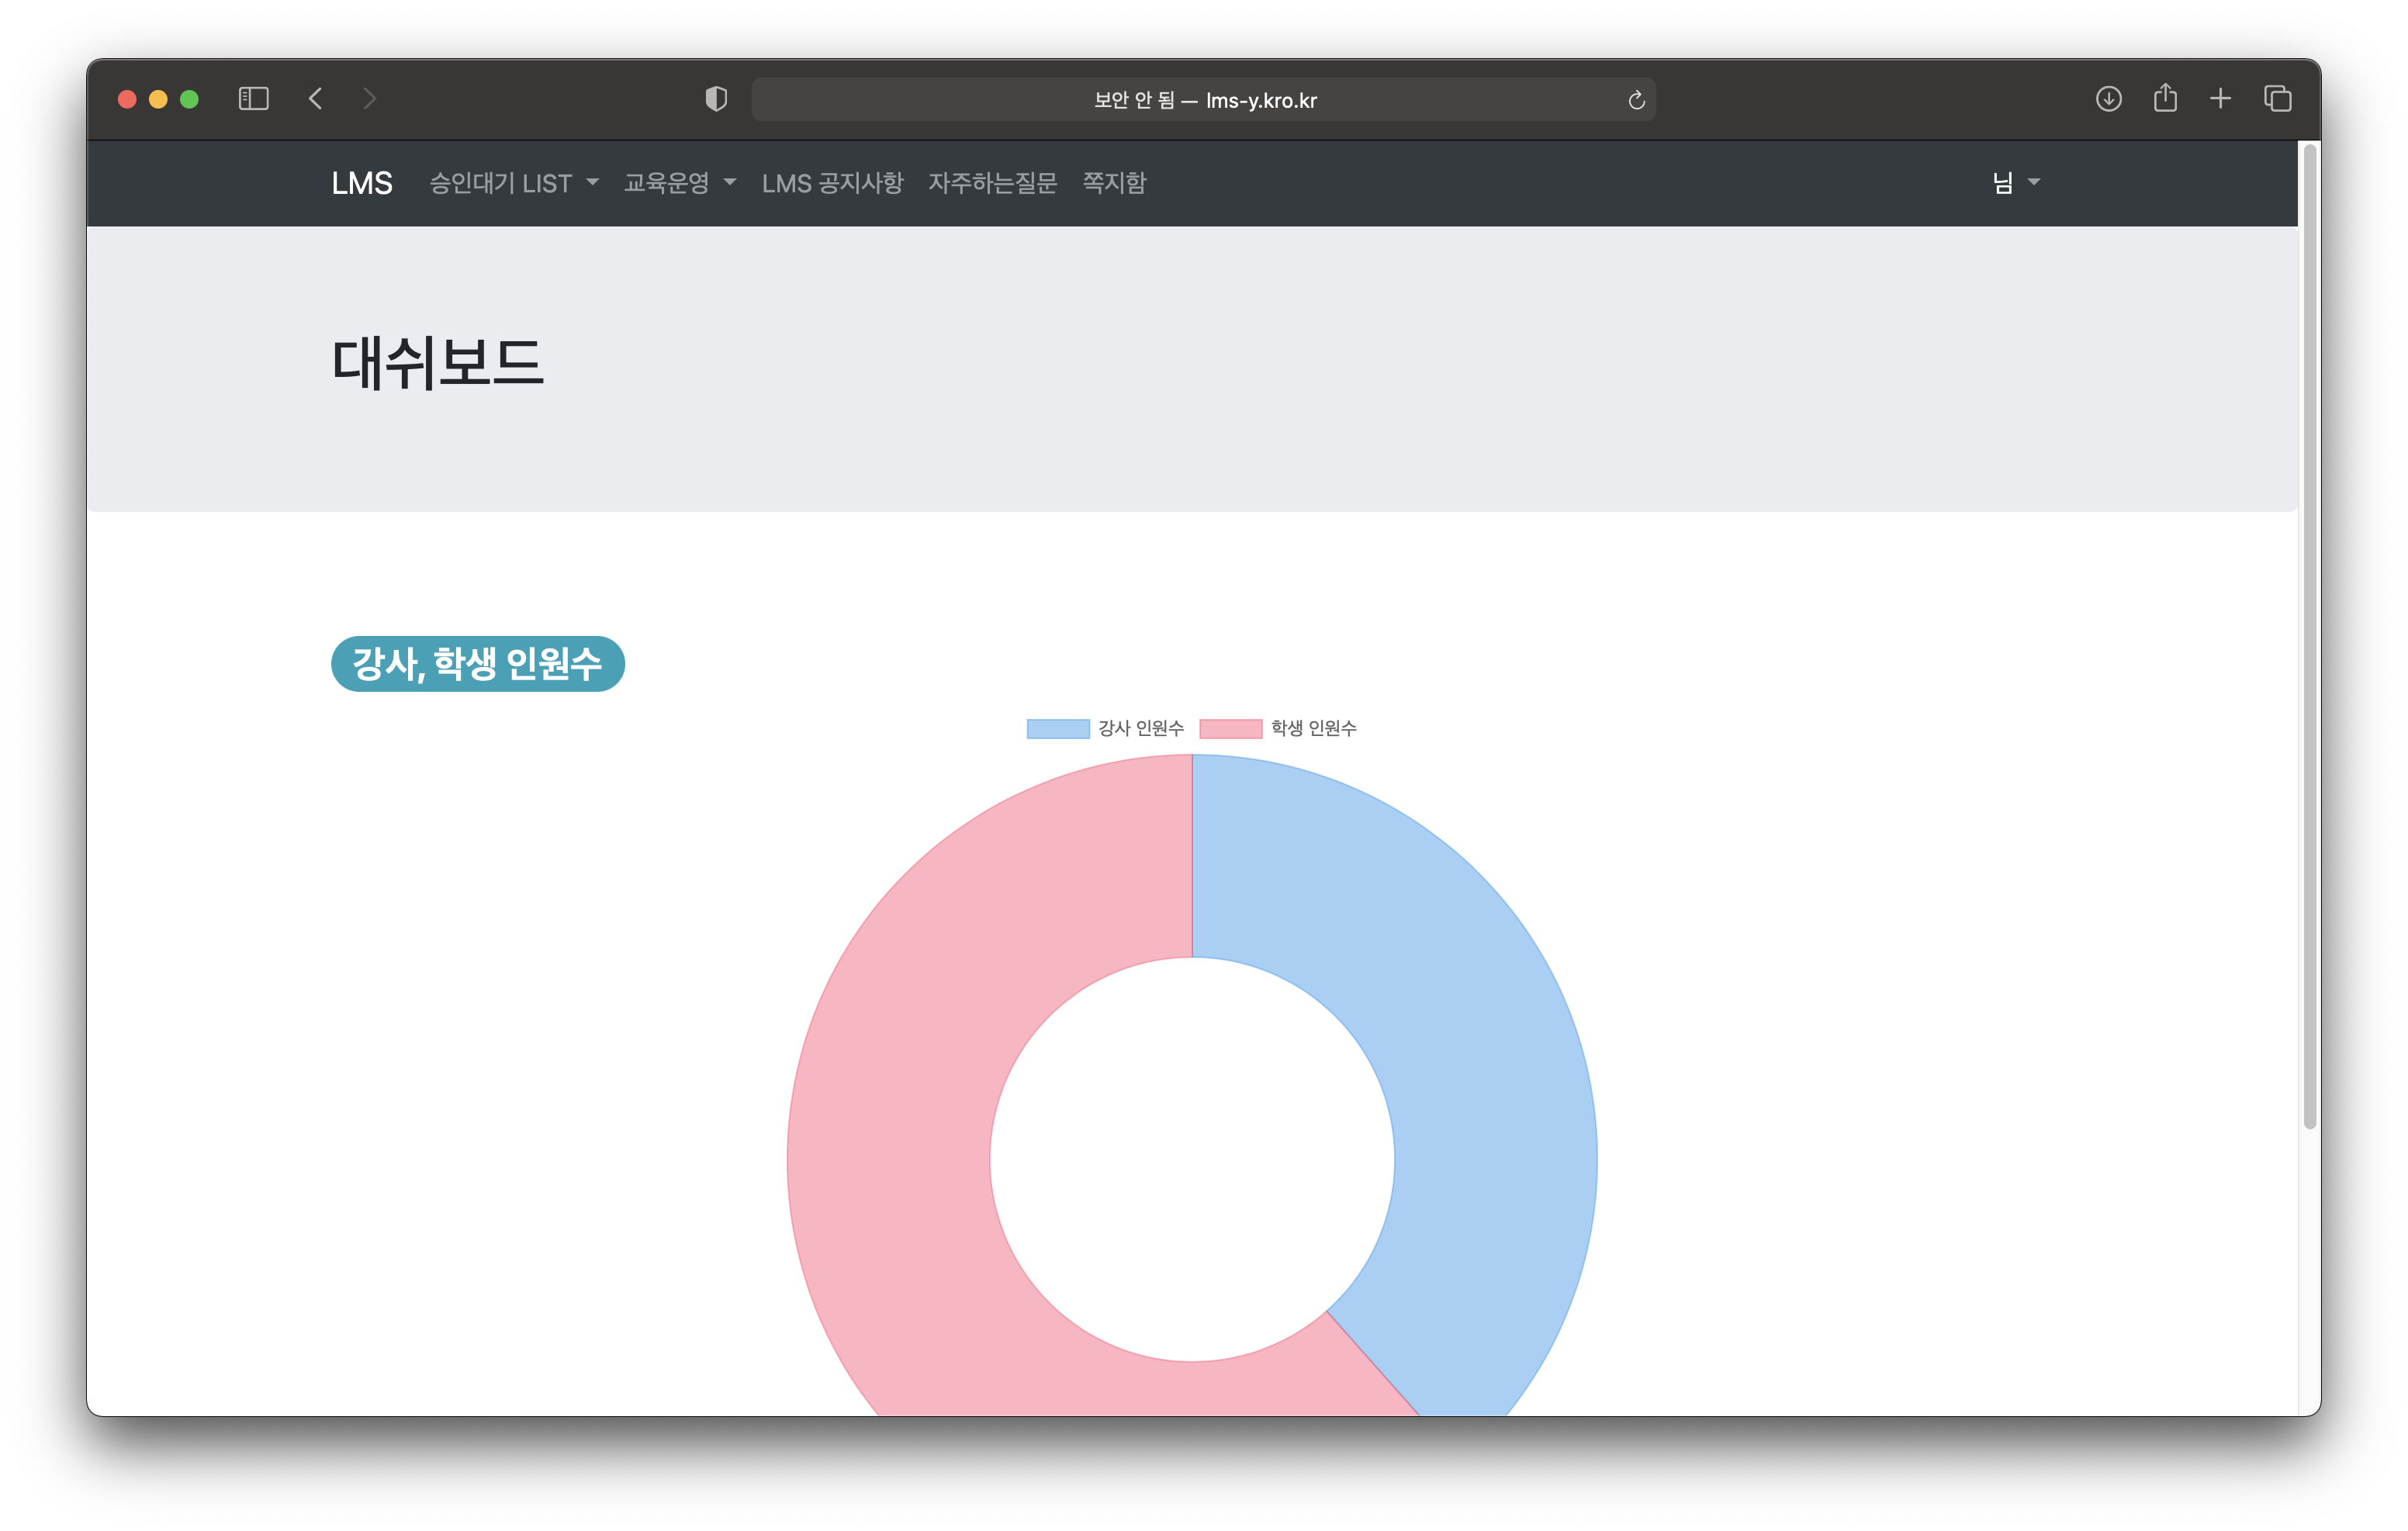 보안 안 됨 — lms-y.kro.kr
LMS 승인대기 LIST 교육운영 LMS 공지사항 자주하는질문 쪽지함 님
대쉬보드
강사, 학생 인원수
강사 인원수 학생 인원수